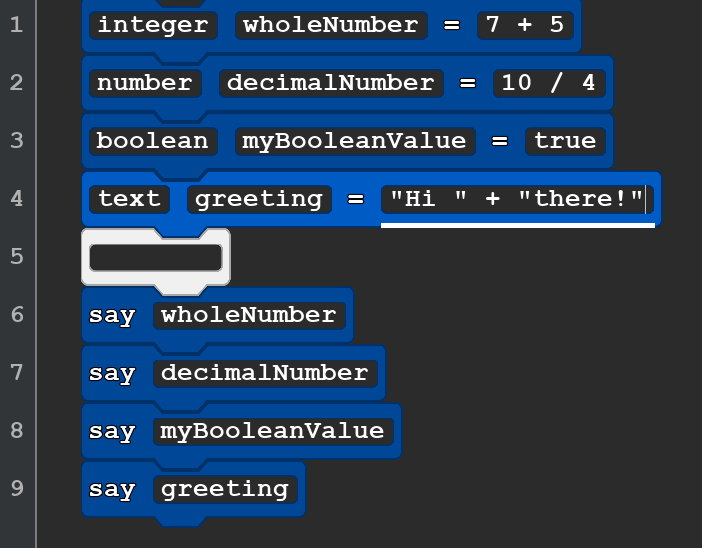 1 integer wholeNumber = 7 + 5
2 number decimalNumber = 10 / 4
3 boolean myBooleanValue = true
4 text greeting = "Hi " + "there!"
5
6 say wholeNumber
7 say decimalNumber
8 say myBooleanValue
9 say greeting